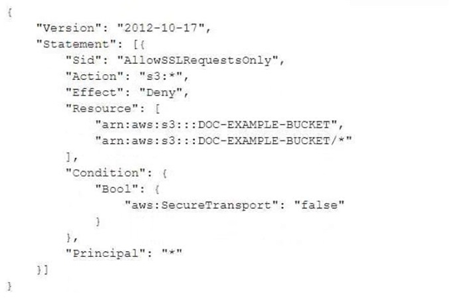 {
    "Version": "2012-10-17",
    "Statement": [{
        "Sid": "AllowSSLRequestsOnly",
        "Action": "s3:*",
        "Effect": "Deny",
        "Resource": [
            "arn:aws:s3:::DOC-EXAMPLE-BUCKET",
            "arn:aws:s3:::DOC-EXAMPLE-BUCKET/*"
        ],
        "Condition": {
            "Bool": {
                "aws:SecureTransport": "false"
            }
        },
        "Principal": "*"
    }]
}